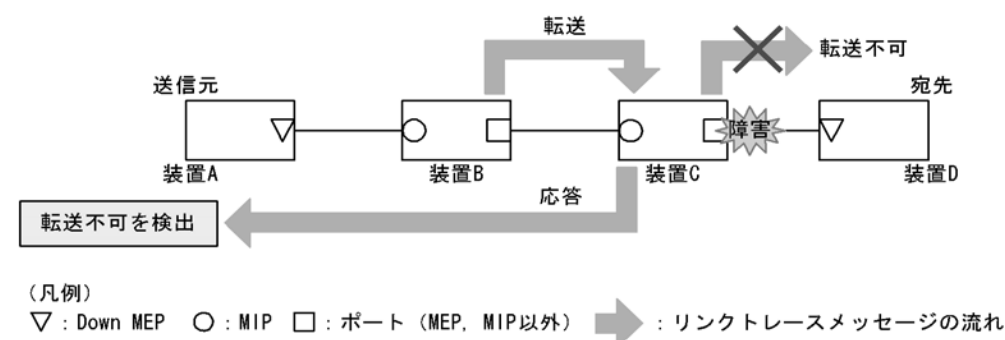 転送
転送不可
送信元
宛先
障害
装置A
装置B
装置C
装置D
応答
転送不可を検出
(凡例)
▽ : Down MEP ○ : MIP □ : ポート (MEP, MIP以外) : リンクトレースメッセージの流れ